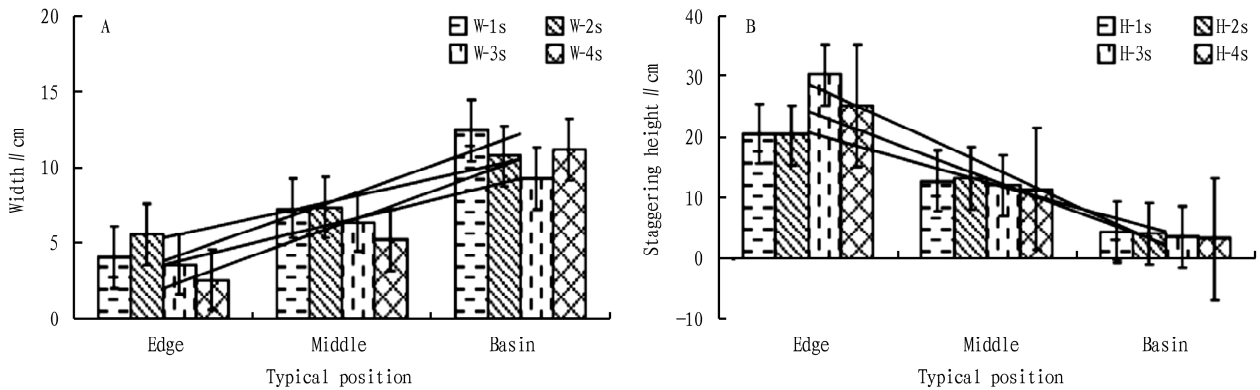 A
W-1s W-2s
W-3s W-4s
20
15
10
5
0
Width // cm
Edge Middle Basin
Typical position
B
H-1s H-2s
H-3s H-4s
40
30
20
10
0
-10
Staggering height // cm
Edge Middle Basin
Typical position